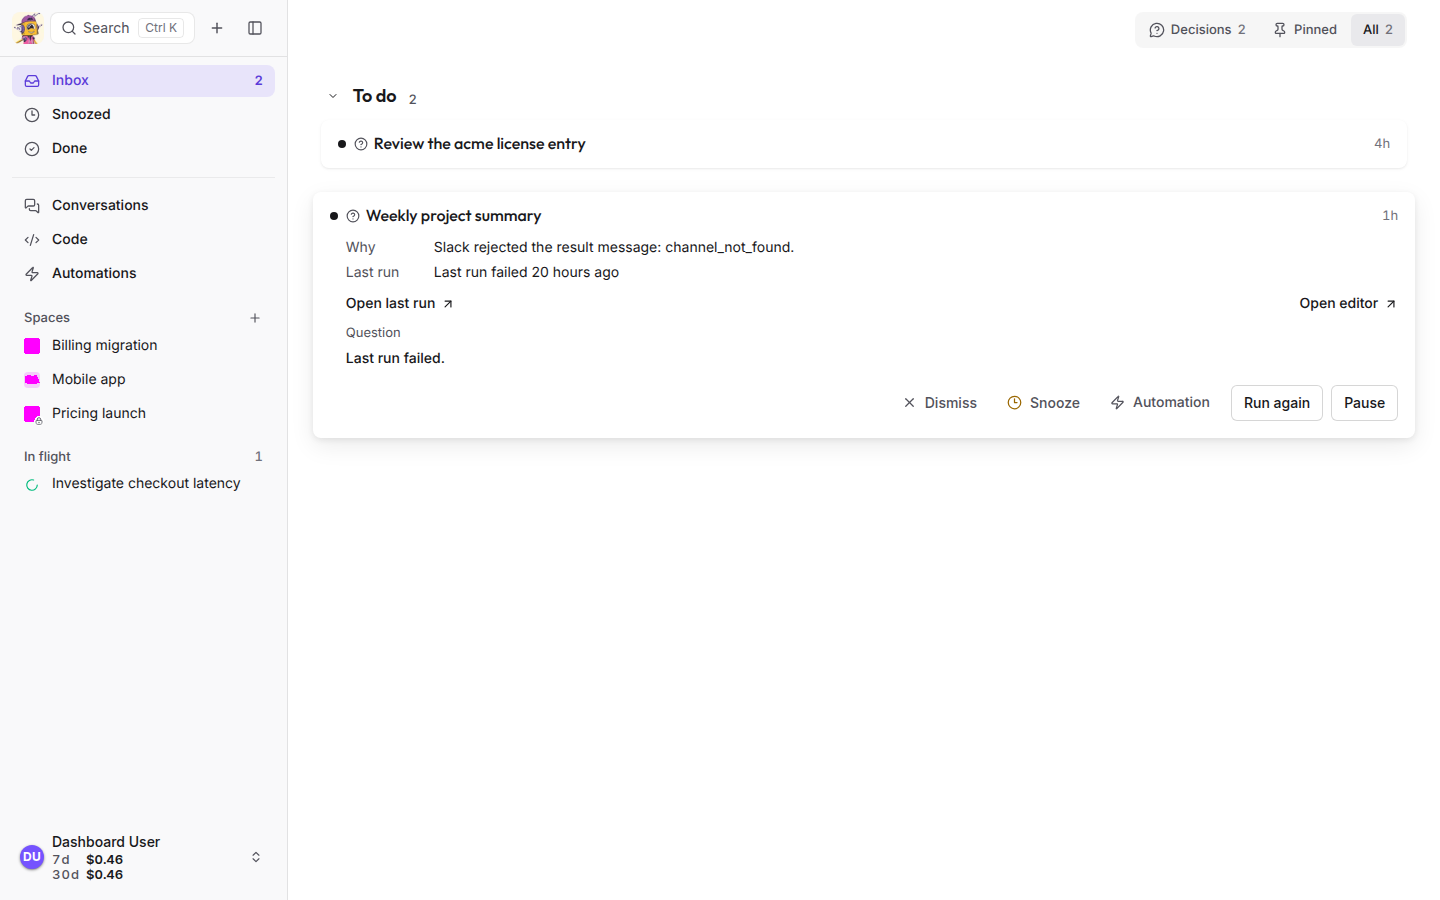 Search Ctrl K
Inbox 2
Snoozed
Done
Conversations
Code
Automations
Spaces
Billing migration
Mobile app
Pricing launch
In flight 1
Investigate checkout latency
DU
Dashboard User
7d $0.46
30d $0.46
Decisions 2 Pinned All 2
To do 2
Review the acme license entry 4h
Weekly project summary 1h
Why Slack rejected the result message: channel_not_found.
Last run Last run failed 20 hours ago
Open last run Open editor
Question
Last run failed.
Dismiss Snooze Automation Run again Pause